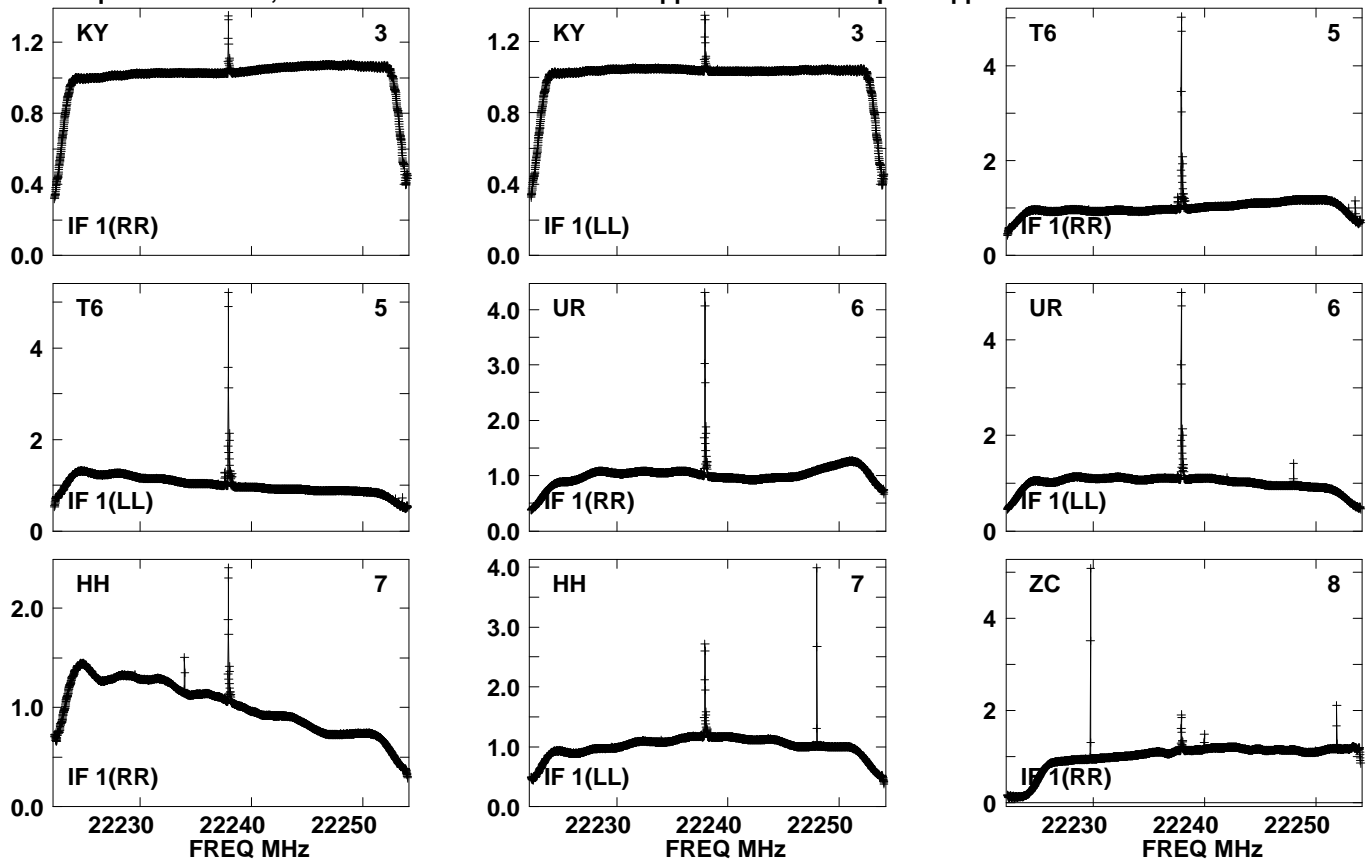 KY 3 KY 3 T6 5
1.2 1.2 4
0.8 0.8 2
0.4 0.4
IF 1(RR) IF 1(LL) IF 1(RR)
0.0 0.0 0
T6 5 UR 6 UR 6
4.0
4 3.0 4
2 2.0 2
1.0
IF 1(LL) IF 1(RR) IF 1(LL)
0 0.0 0
HH 7 HH 7 ZC 8
4.0
2.0 3.0 4
1.0 2.0 2
1.0
IF 1(RR) IF 1(LL) IF 1(RR)
0.0 0.0 0
22230 22240 22250 22230 22240 22250 22230 22240 22250
FREQ MHz FREQ MHz FREQ MHz